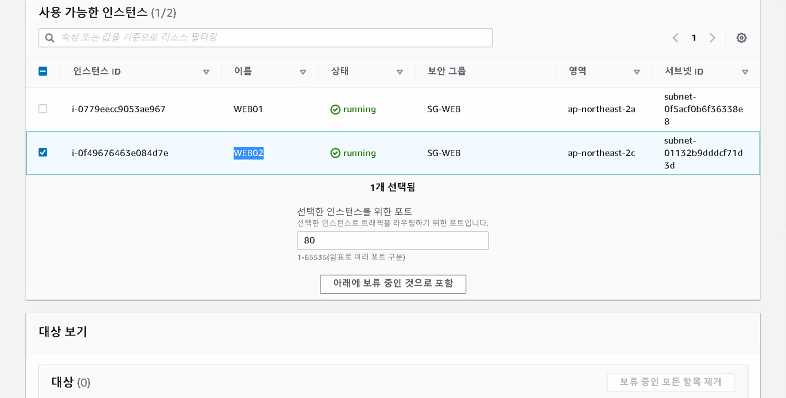 사용 가능한 인스턴스 (1/2)
속성 또는 값을 기준으로 리소스 필터링
1
인스턴스 ID 이름 상태 보안 그룹 영역 서브넷 ID
i-0779eecc9053ae967 WEB01 running SG-WEB ap-northeast-2a subnet-
0f5acf0b6f36338e
8
i-0f49676463e084d7e WEB02 running SG-WEB ap-northeast-2c subnet-
01132b9dddcf71d
3d
1개 선택됨
선택한 인스턴스를 위한 포트
선택한 인스턴스로 트래픽을 라우팅하기 위한 포트입니다.
80
1-65535(쉼표로 여러 포트 구분)
아래에 보류 중인 것으로 포함
대상 보기
대상 (0)
보류 중인 모든 항목 제거